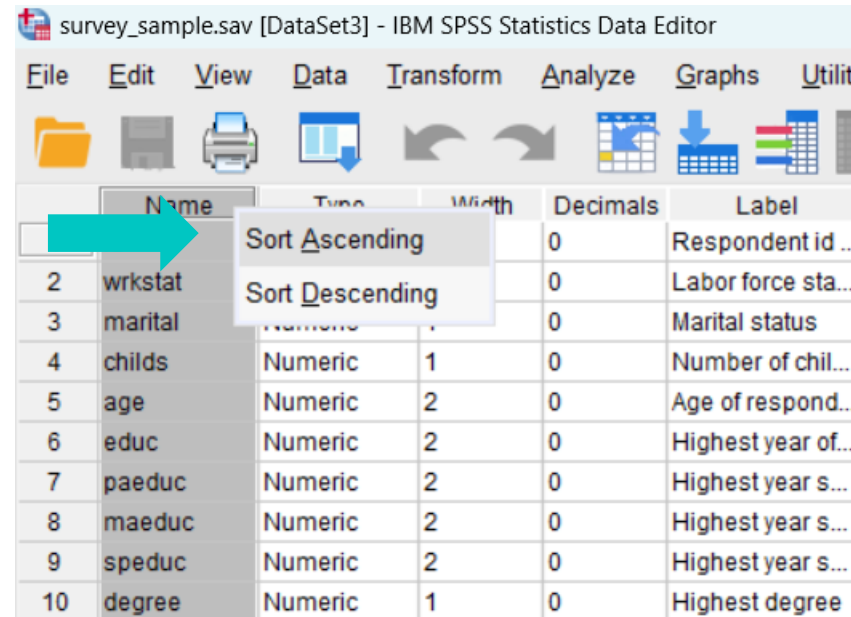 survey_sample.sav [DataSet3] - IBM SPSS Statistics Data Editor
File Edit View Data Transform Analyze Graphs Utilit
Name Type Width Decimals Label
Sort Ascending
0 Respondent id ..
2 wrkstat 0 Labor force sta...
Sort Descending
3 marital Numeric 0 Marital status
4 childs Numeric 1 0 Number of chil...
5 age Numeric 2 0 Age of respond..
6 educ Numeric 2 0 Highest year of...
7 paeduc Numeric 2 0 Highest year s...
8 maeduc Numeric 2 0 Highest year s...
9 speduc Numeric 2 0 Highest year s...
10 degree Numeric 1 0 Highest degree